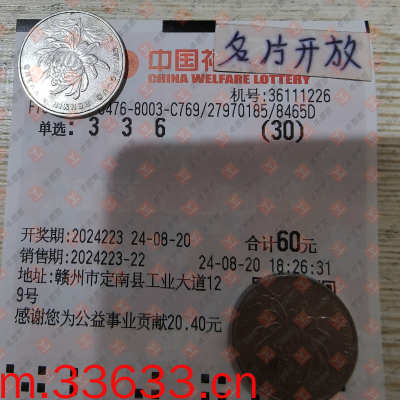 中国福
名片开放
CHINA WELFARE LOTTERY
机号:36111226
0476-8003-C769/27970185/8465D
单选: 3 3 6 (30)
开奖期:2024223 24-08-20 合计60元
销售期:2024223-22 24-08-20 18:26:31
地址:赣州市定南县工业大道12
9号
感谢您为公益事业贡献20.40元
m.33633.cn